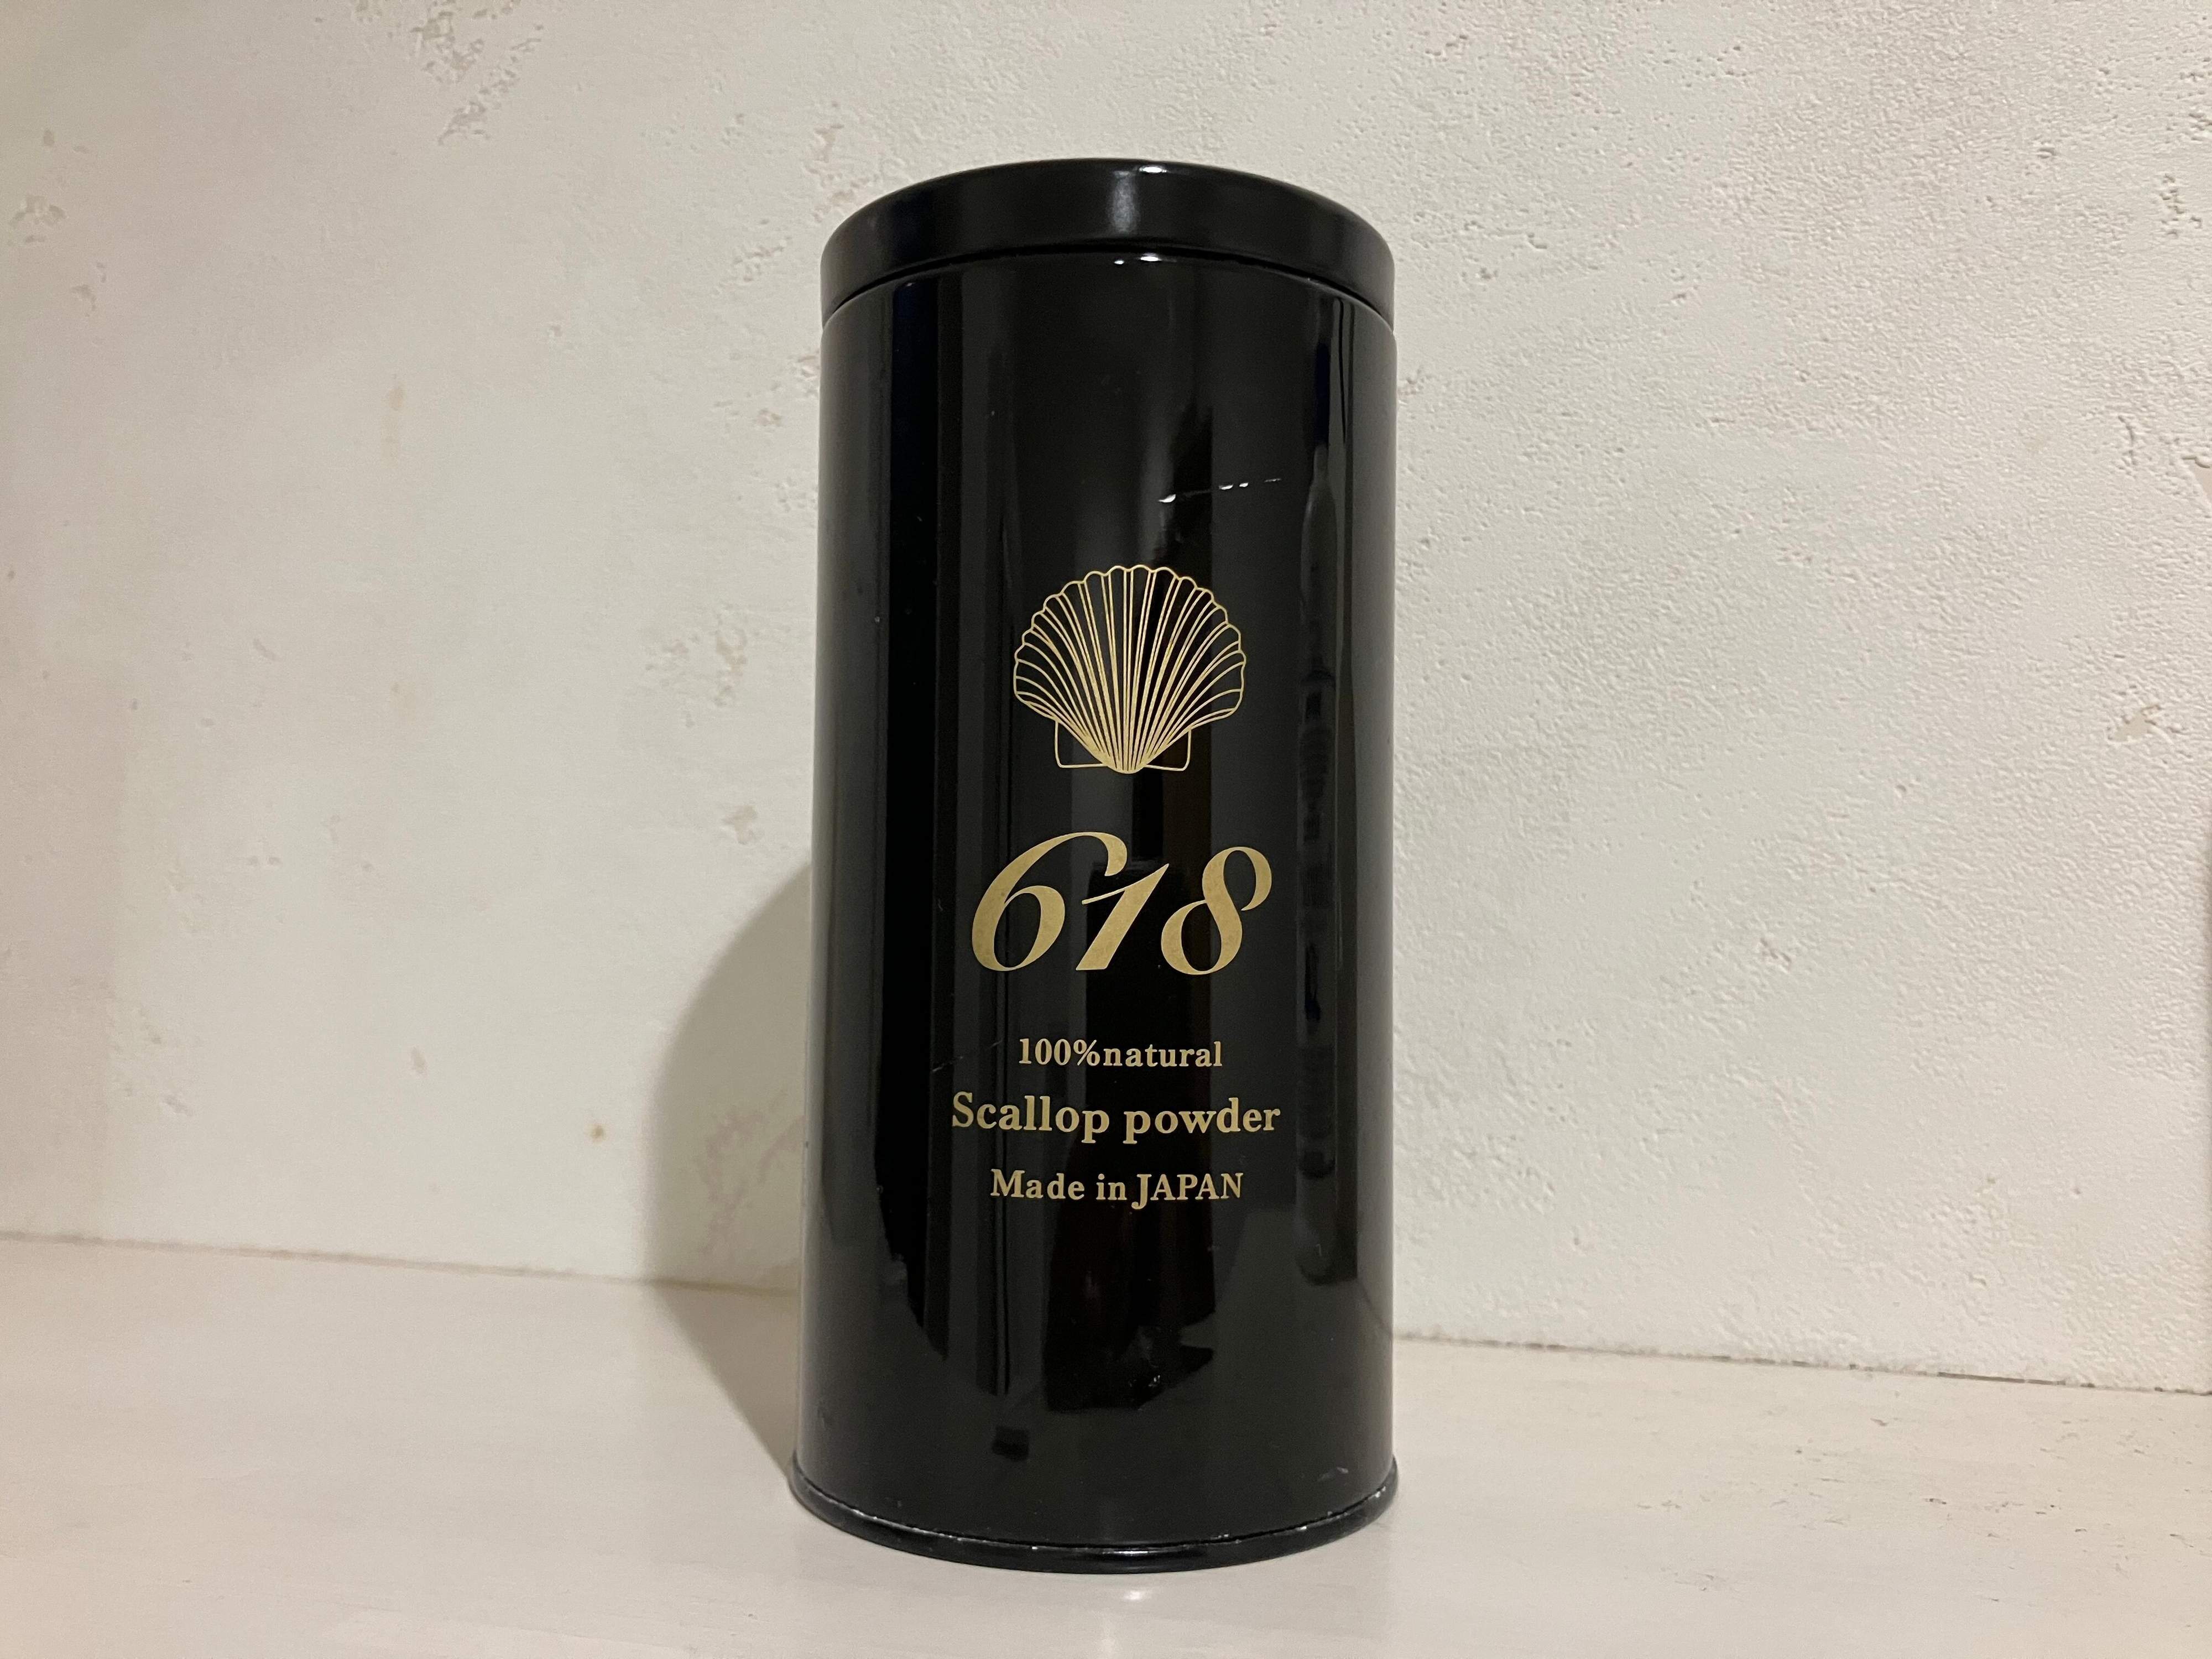 618
100%natural
Scallop powder
Made in JAPAN